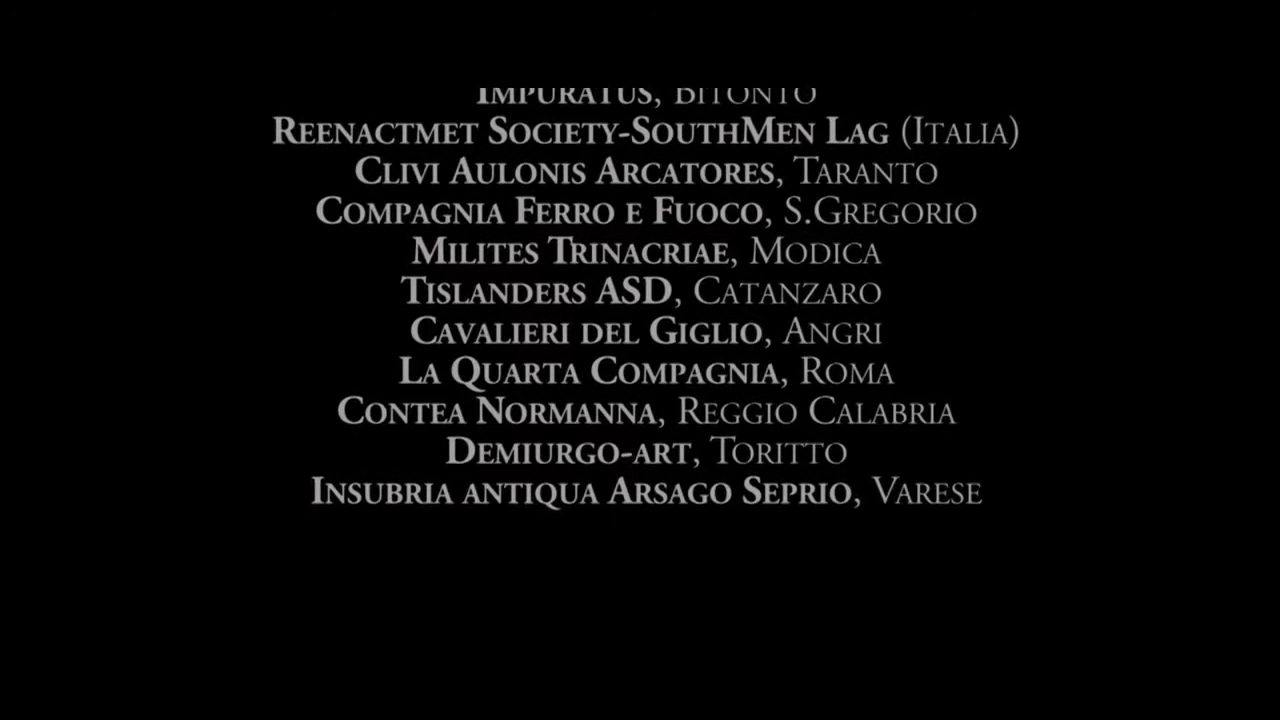 IMPURATUS, BITONTO
REENACTMET SOCIETY-SOUTHMEN LAG (ITALIA)
CLIVI AULONIS ARCATORES, TARANTO
COMPAGNIA FERRO E FUOCO, S.GREGORIO
MILITES TRINACRIAE, MODICA
TISLANDERS ASD, CATANZARO
CAVALIERI DEL GIGLIO, ANGRI
LA QUARTA COMPAGNIA, ROMA
CONTEA NORMANNA, REGGIO CALABRIA
DEMIURGO-ART, TORITTO
INSUBRIA ANTIQUA ARSAGO SEPRIO, VARESE